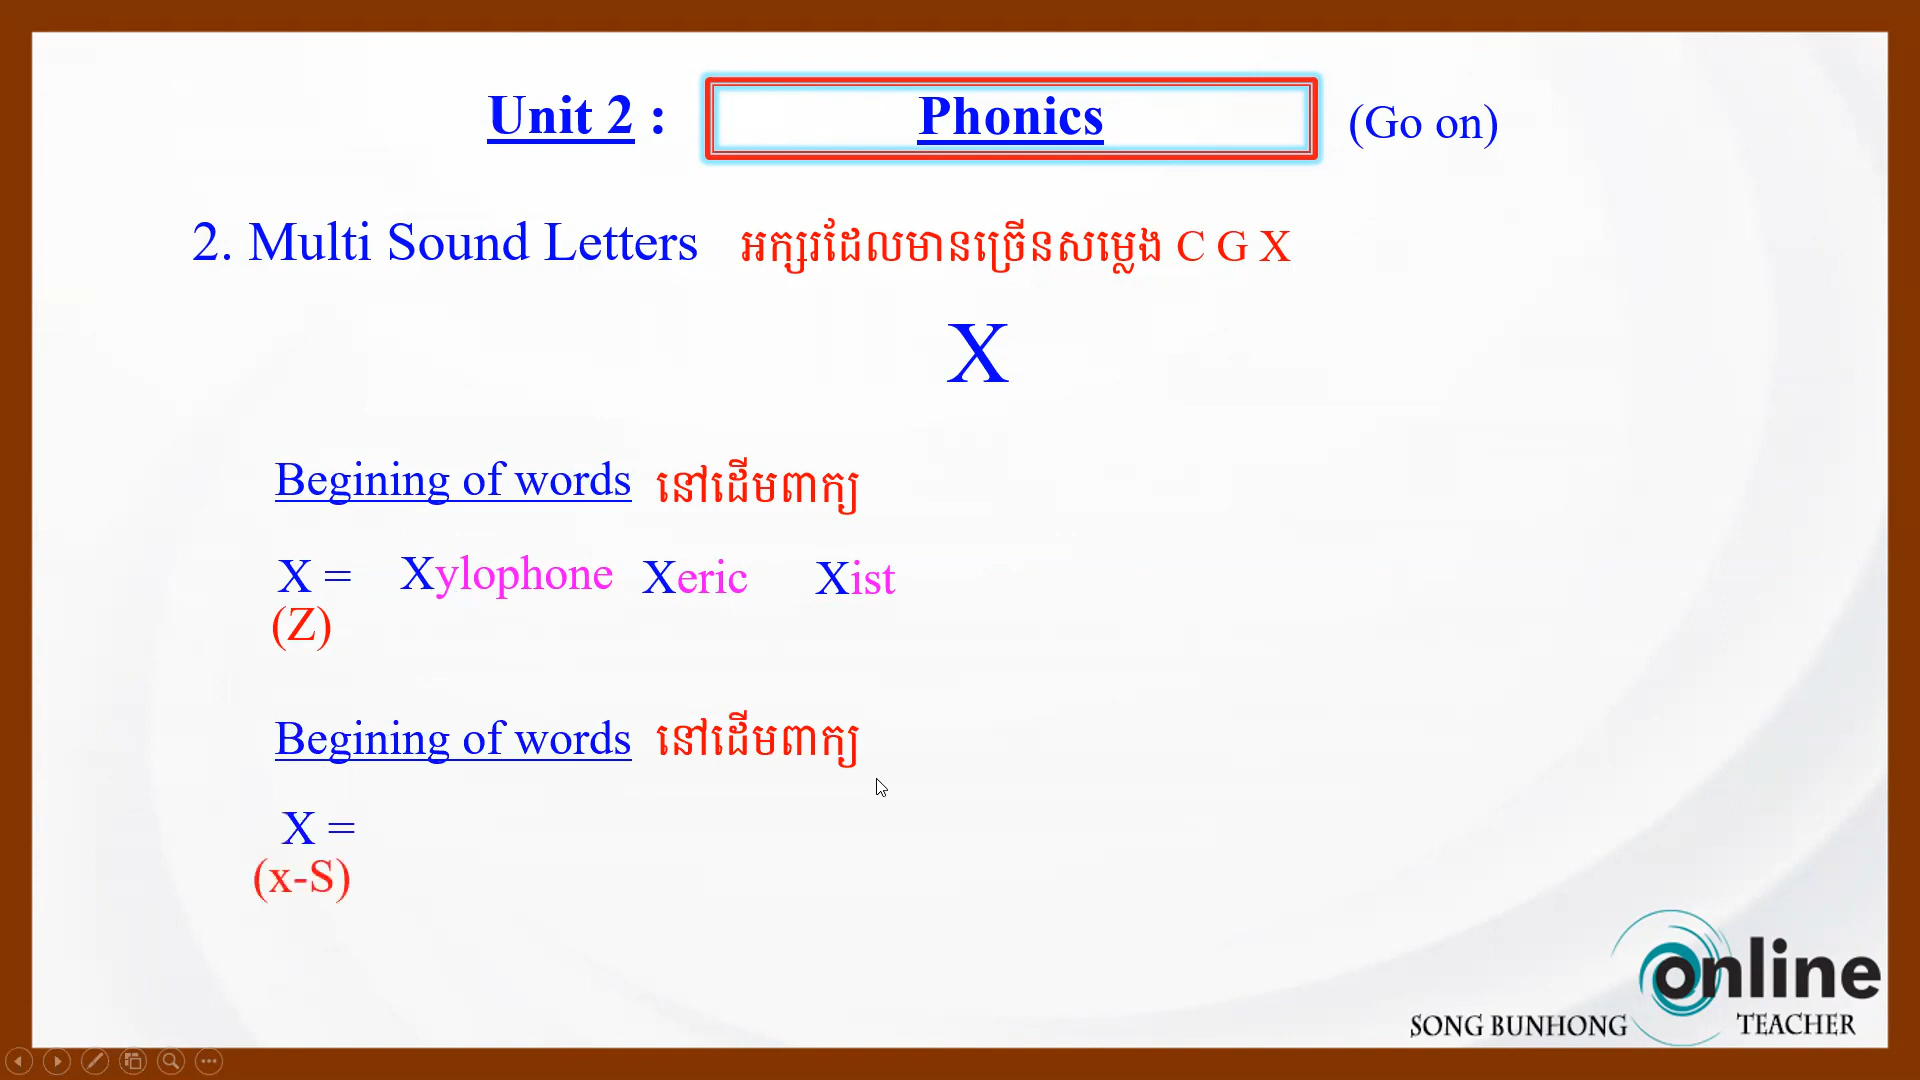 Unit 2 : Phonics (Go on)
2. Multi Sound Letters អក្សរដែលមានច្រើនសម្លេង C G X
X
Begining of words នៅដើមពាក្យ
X = Xylophone Xeric Xist
(Z)
Begining of words នៅដើមពាក្យ
X =
(x-S)
online
SONG BUNHONG TEACHER